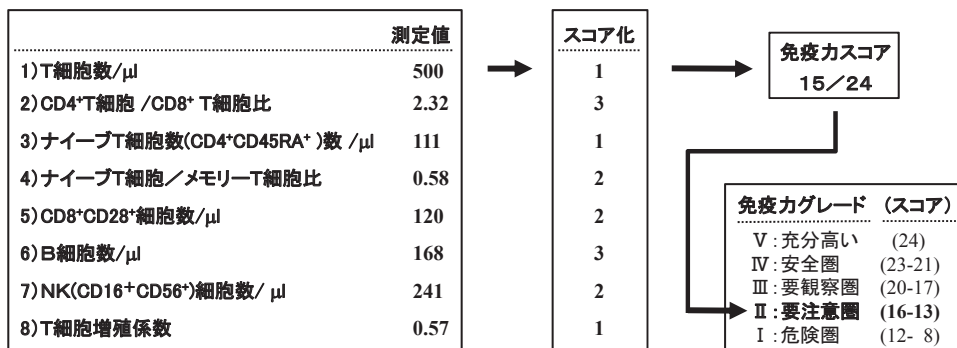 測定値
1)T細胞数/μl 500
2)CD4⁺T細胞 /CD8⁺ T細胞比 2.32
3)ナイーブT細胞数(CD4⁺CD45RA⁺ )数 /μl 111
4)ナイーブT細胞／メモリーT細胞比 0.58
5)CD8⁺CD28⁺細胞数/μl 120
6)B細胞数/μl 168
7)NK(CD16⁺CD56⁺)細胞数/ μl 241
8)T細胞増殖係数 0.57
スコア化
1
3
1
2
2
3
2
1
免疫力スコア
15／24
免疫力グレード (スコア)
Ⅴ:充分高い (24)
Ⅳ:安全圏 (23-21)
Ⅲ:要観察圏 (20-17)
Ⅱ:要注意圏 (16-13)
Ⅰ:危険圏 (12- 8)